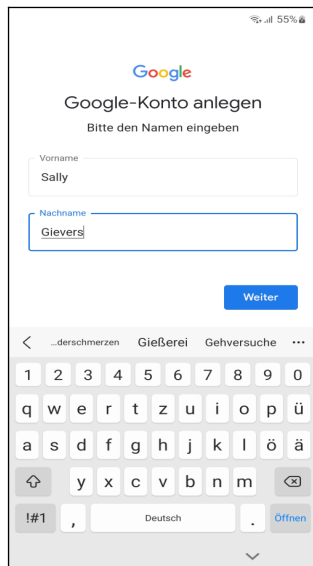 55%
Google
Google-Konto anlegen
Bitte den Namen eingeben
Vorname
Sally
Nachname
Gievers
Weiter
...derschmerzen Gießerei Gehversuche ...
1 2 3 4 5 6 7 8 9 0
q w e r t z u i o p ü
a s d f g h j k l ö ä
y x c v b n m
!#1 , Deutsch . Öffnen